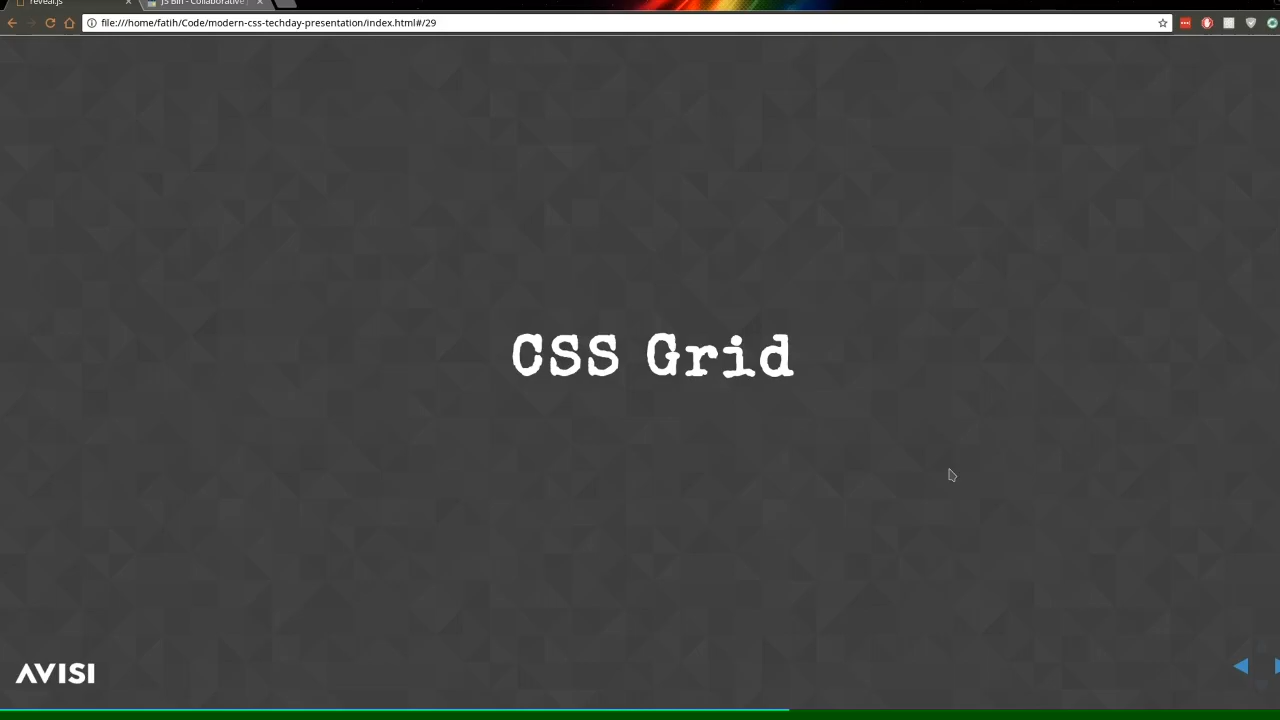 reveal.js
JS Bin - Collaborative
file:///home/fatih/Code/modern-css-techday-presentation/index.html#/29
CSS Grid
AVISI